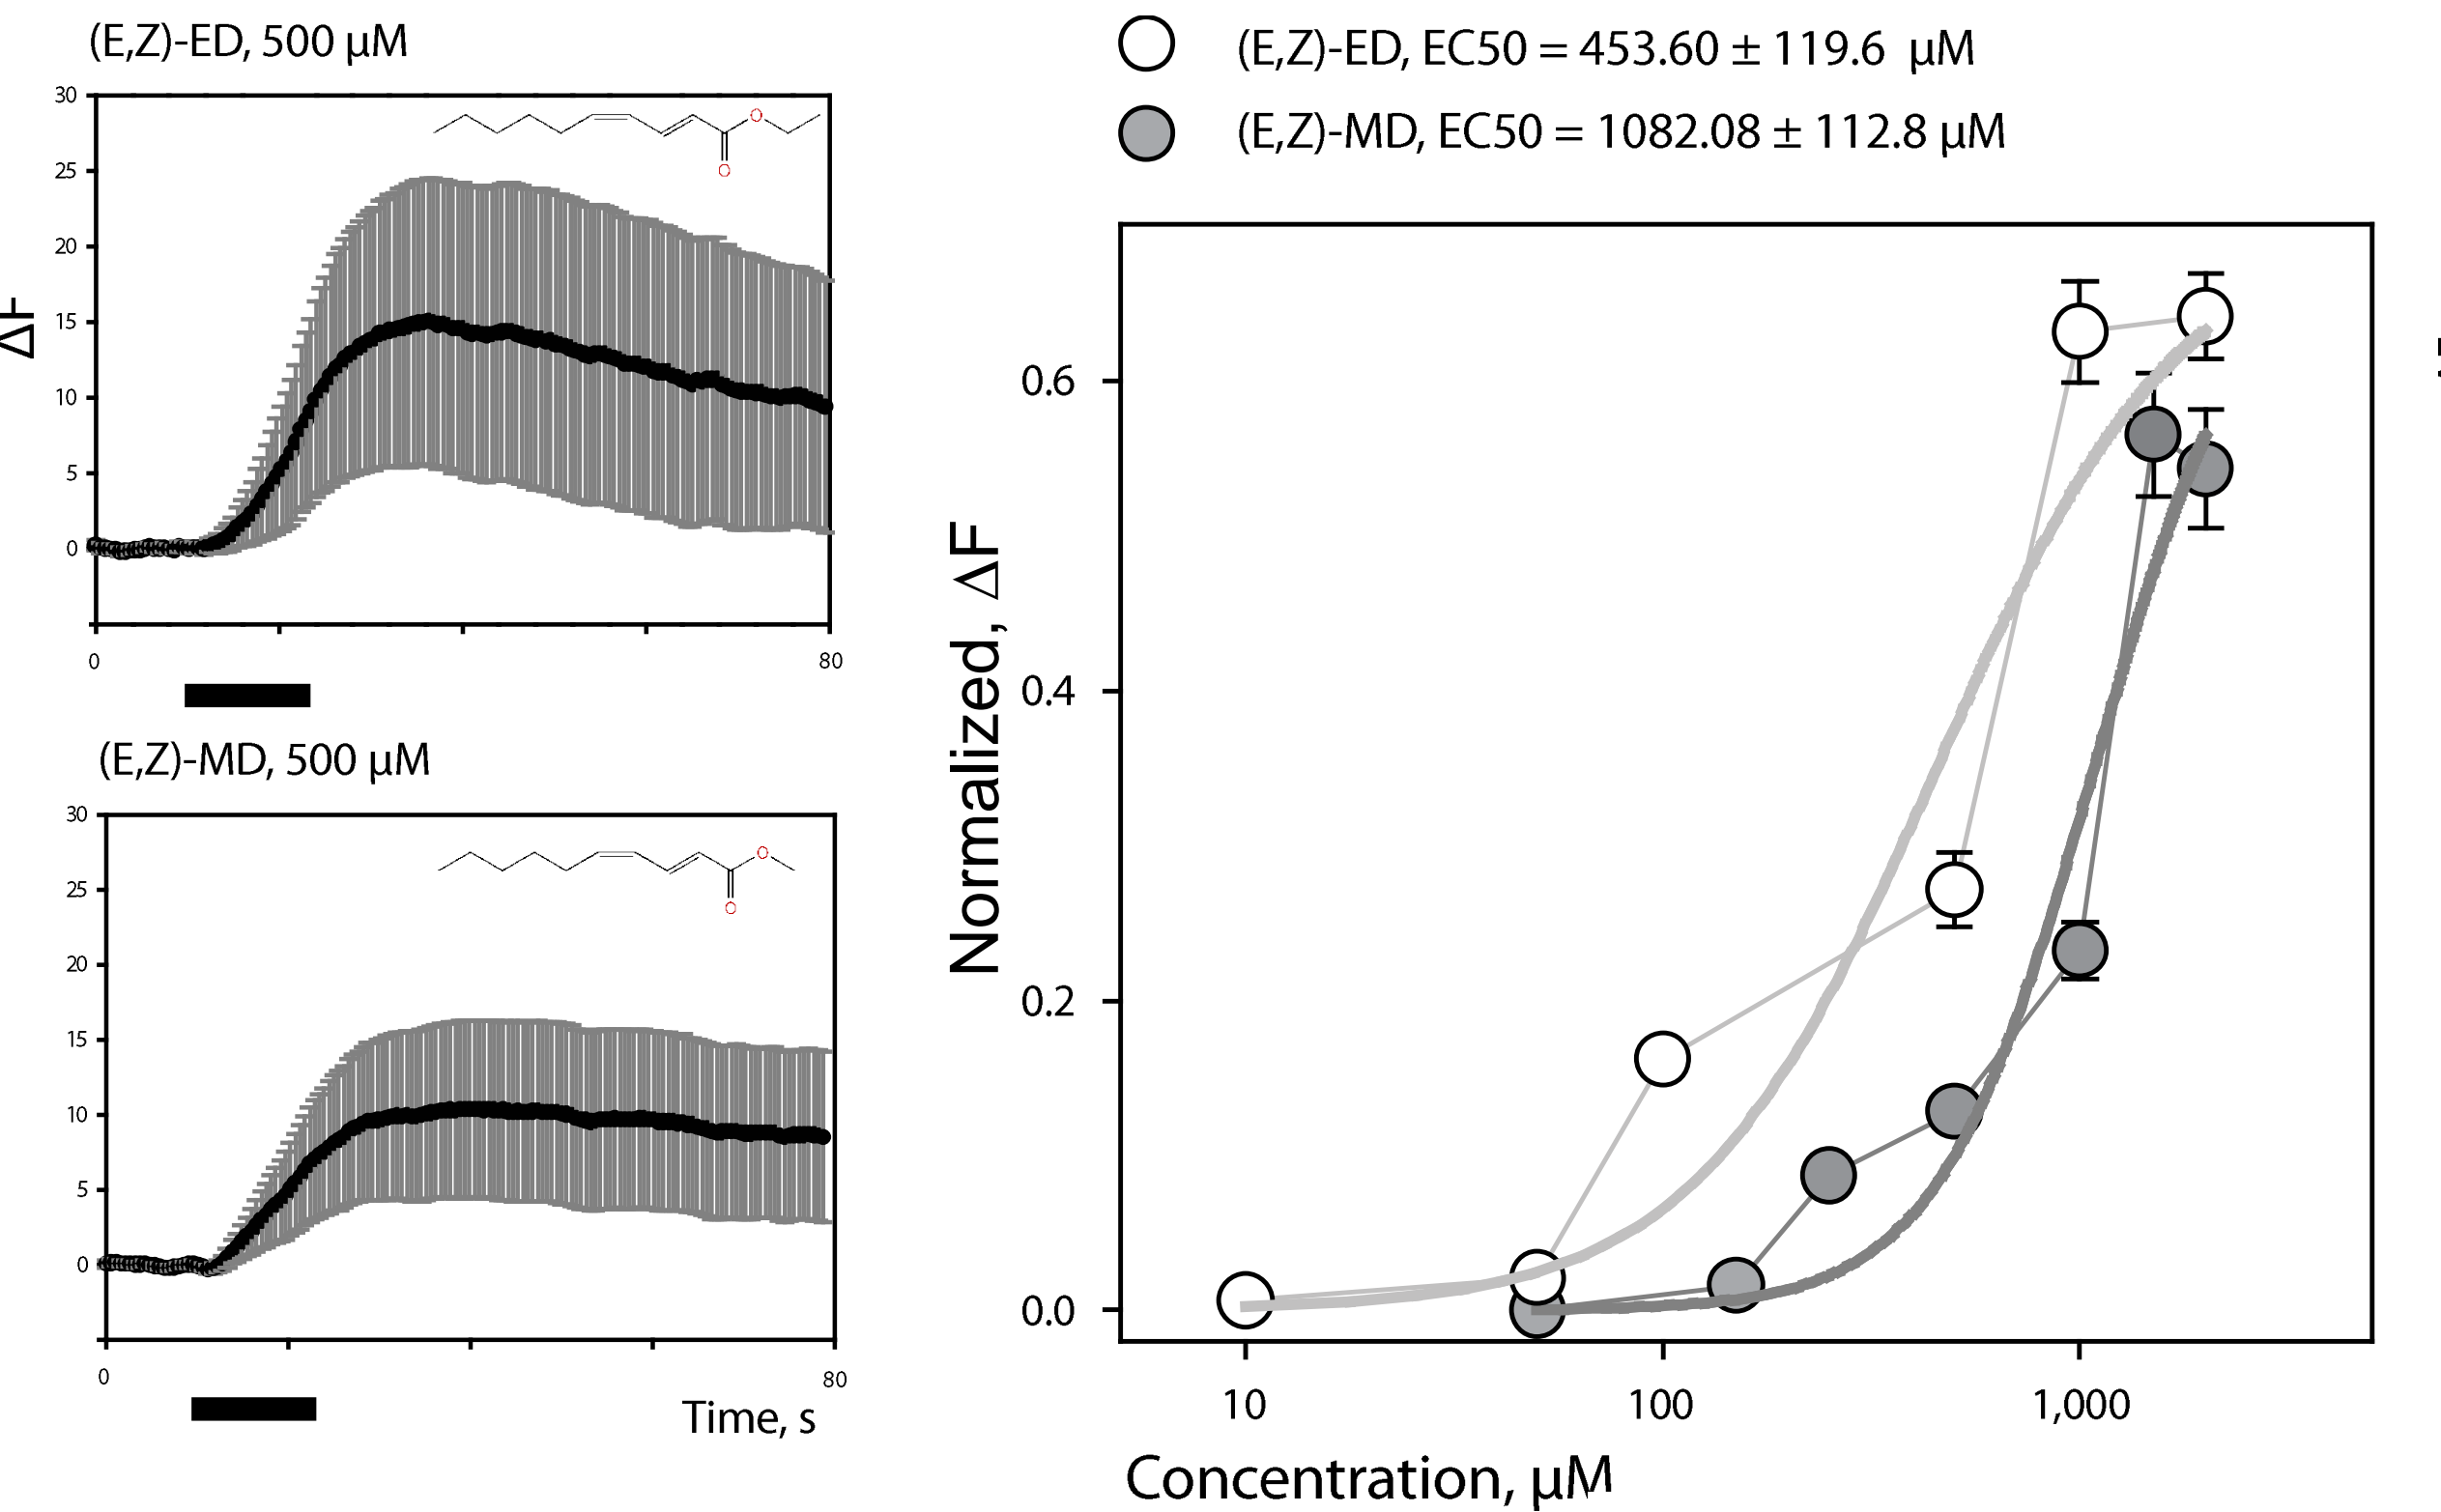 (E,Z)-ED, 500 µM
30
25
20
15
10
5
0
ΔF
O
O
0
80
(E,Z)-MD, 500 µM
30
25
20
15
10
5
0
O
O
0
80
Time, s
(E,Z)-ED, EC50 = 453.60 ± 119.6 µM
(E,Z)-MD, EC50 = 1082.08 ± 112.8 µM
Normalized, ΔF
0.6
0.4
0.2
0.0
10
100
1,000
Concentration, µM